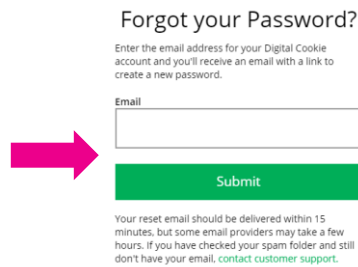 Forgot your Password?
Enter the email address for your Digital Cookie
account and you'll receive an email with a link to
create a new password.
Email
Submit
Your reset email should be delivered within 15
minutes, but some email providers may take a few
hours. If you have checked your spam folder and still
don't have your email, contact customer support.